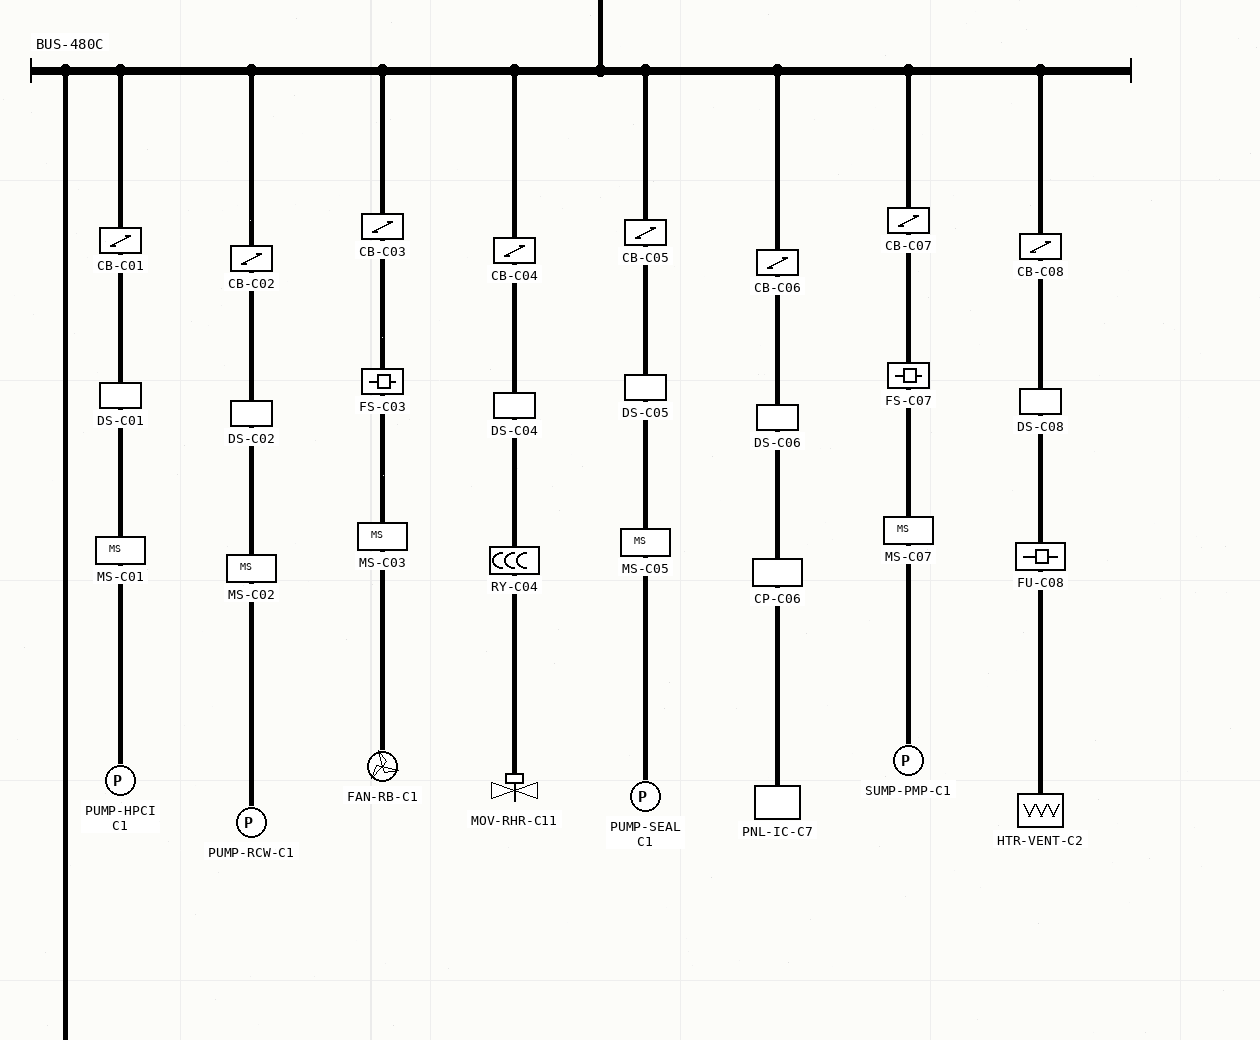 BUS-480C
CB-C01
CB-C02
CB-C03
CB-C04
CB-C05
CB-C06
CB-C07
CB-C08
DS-C01
DS-C02
FS-C03
DS-C04
DS-C05
DS-C06
FS-C07
DS-C08
MS
MS-C01
MS
MS-C02
MS
MS-C03
RY-C04
MS
MS-C05
CP-C06
MS
MS-C07
FU-C08
P
PUMP-HPCI
C1
P
PUMP-RCW-C1
FAN-RB-C1
MOV-RHR-C11
P
PUMP-SEAL
C1
PNL-IC-C7
P
SUMP-PMP-C1
HTR-VENT-C2